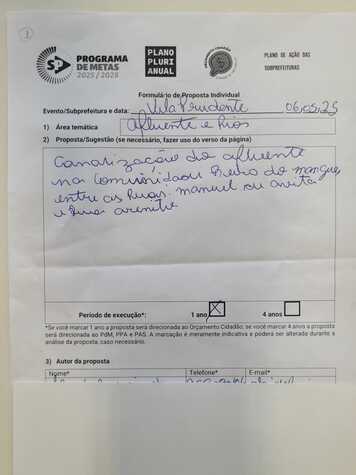 1
SP
PROGRAMA
DE METAS
2025 / 2028
PLANO
PLURI
ANUAL
PLANO DE AÇÃO DAS
SUBPREFEITURAS
Formulário de Proposta Individual
Evento/Subprefeitura e data: Vila Prudente 06.05.25
1) Área temática Afluente e Rios
2) Proposta/Sugestão (se necessário, fazer uso do verso da página)
Canalização do afluente
na Comunidade Beira do mangue,
entre as Ruas. manuel
e Rua
Período de execução*: 1 ano X 4 anos
*Se você marcar 1 ano a proposta será direcionada ao Orçamento Cidadão, se você marcar 4 anos a proposta
será direcionada ao PdM, PPA e PAS. A marcação é meramente indicativa e poderá ser alterada durante a
análise da proposta, caso necessário.
3) Autor da proposta
Nome* Telefone* E-mail*